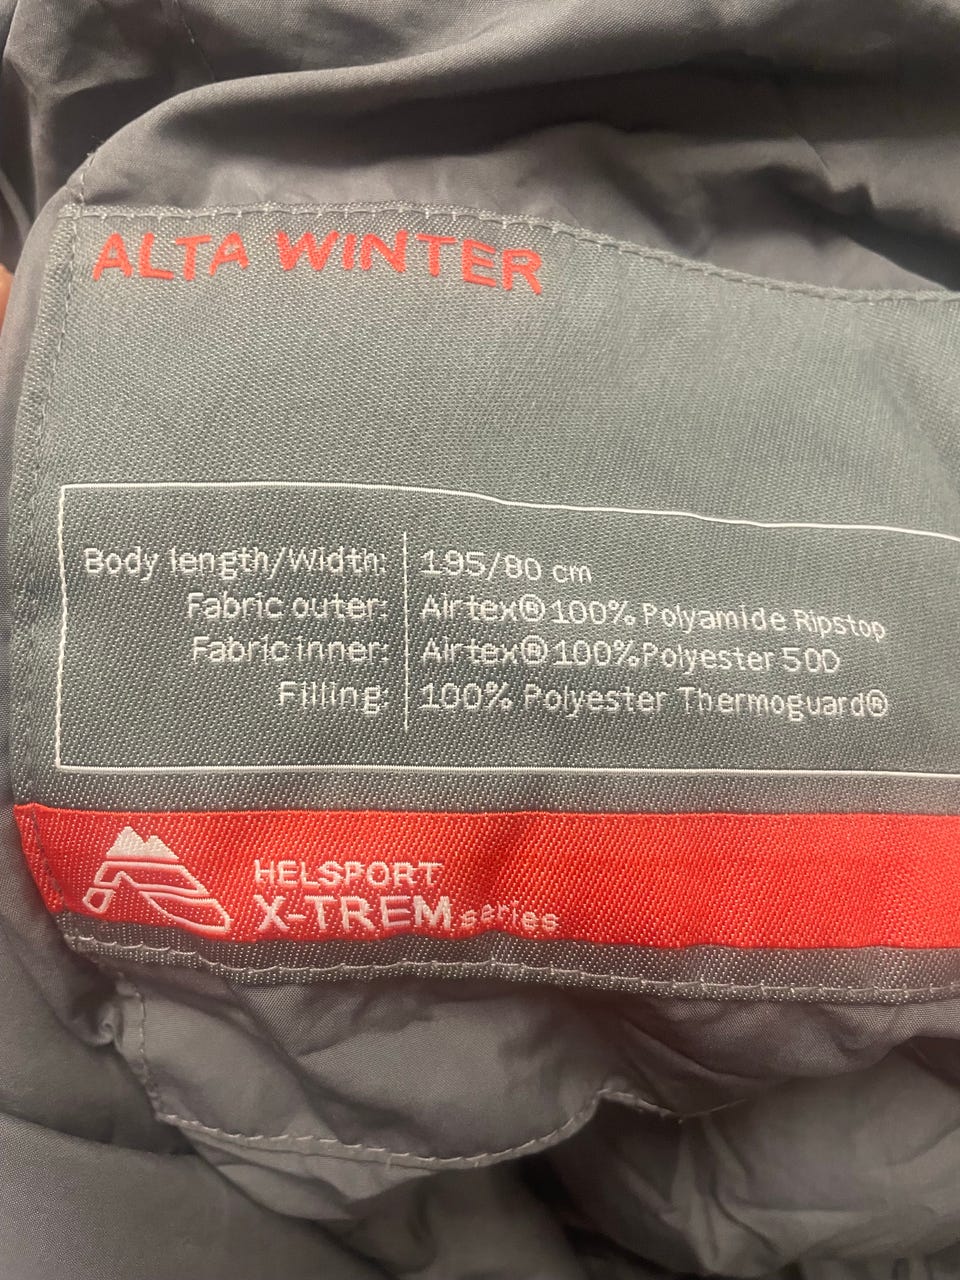 ALTA WINTER
Body length/Width: 195/80 cm
Fabric outer: Airtex® 100% Polyamide Ripstop
Fabric inner: Airtex® 100% Polyester 50D
Filling: 100% Polyester Thermoguard®
HELSPORT
X-TREM series